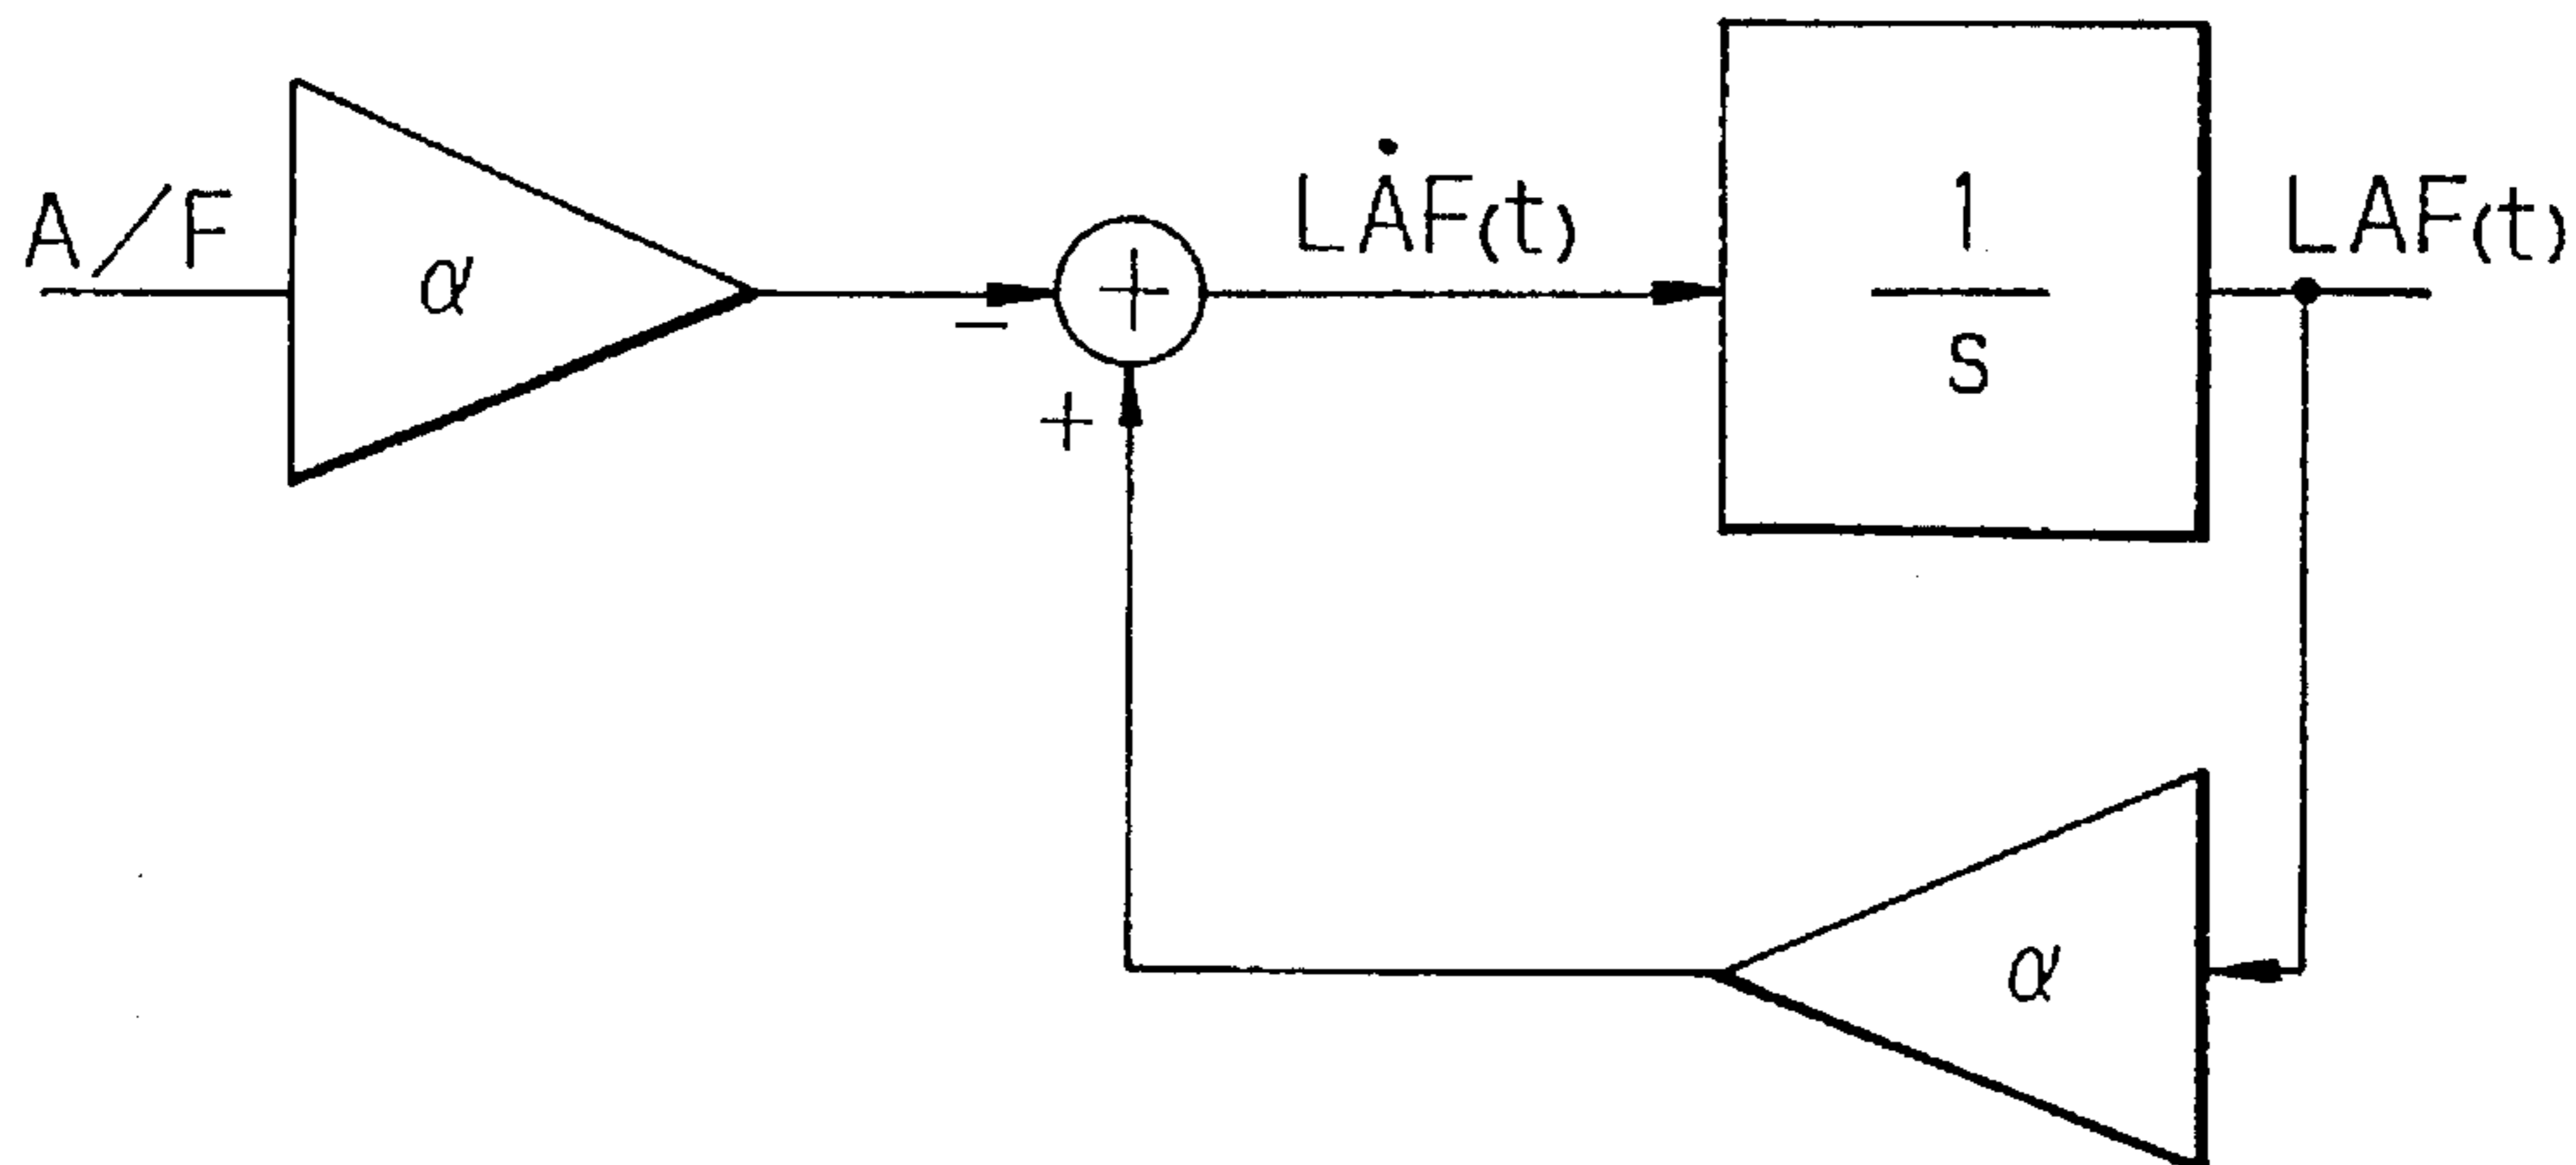 A/F
α
−
+
+
LȦF(t)
1
S
LAF(t)
α